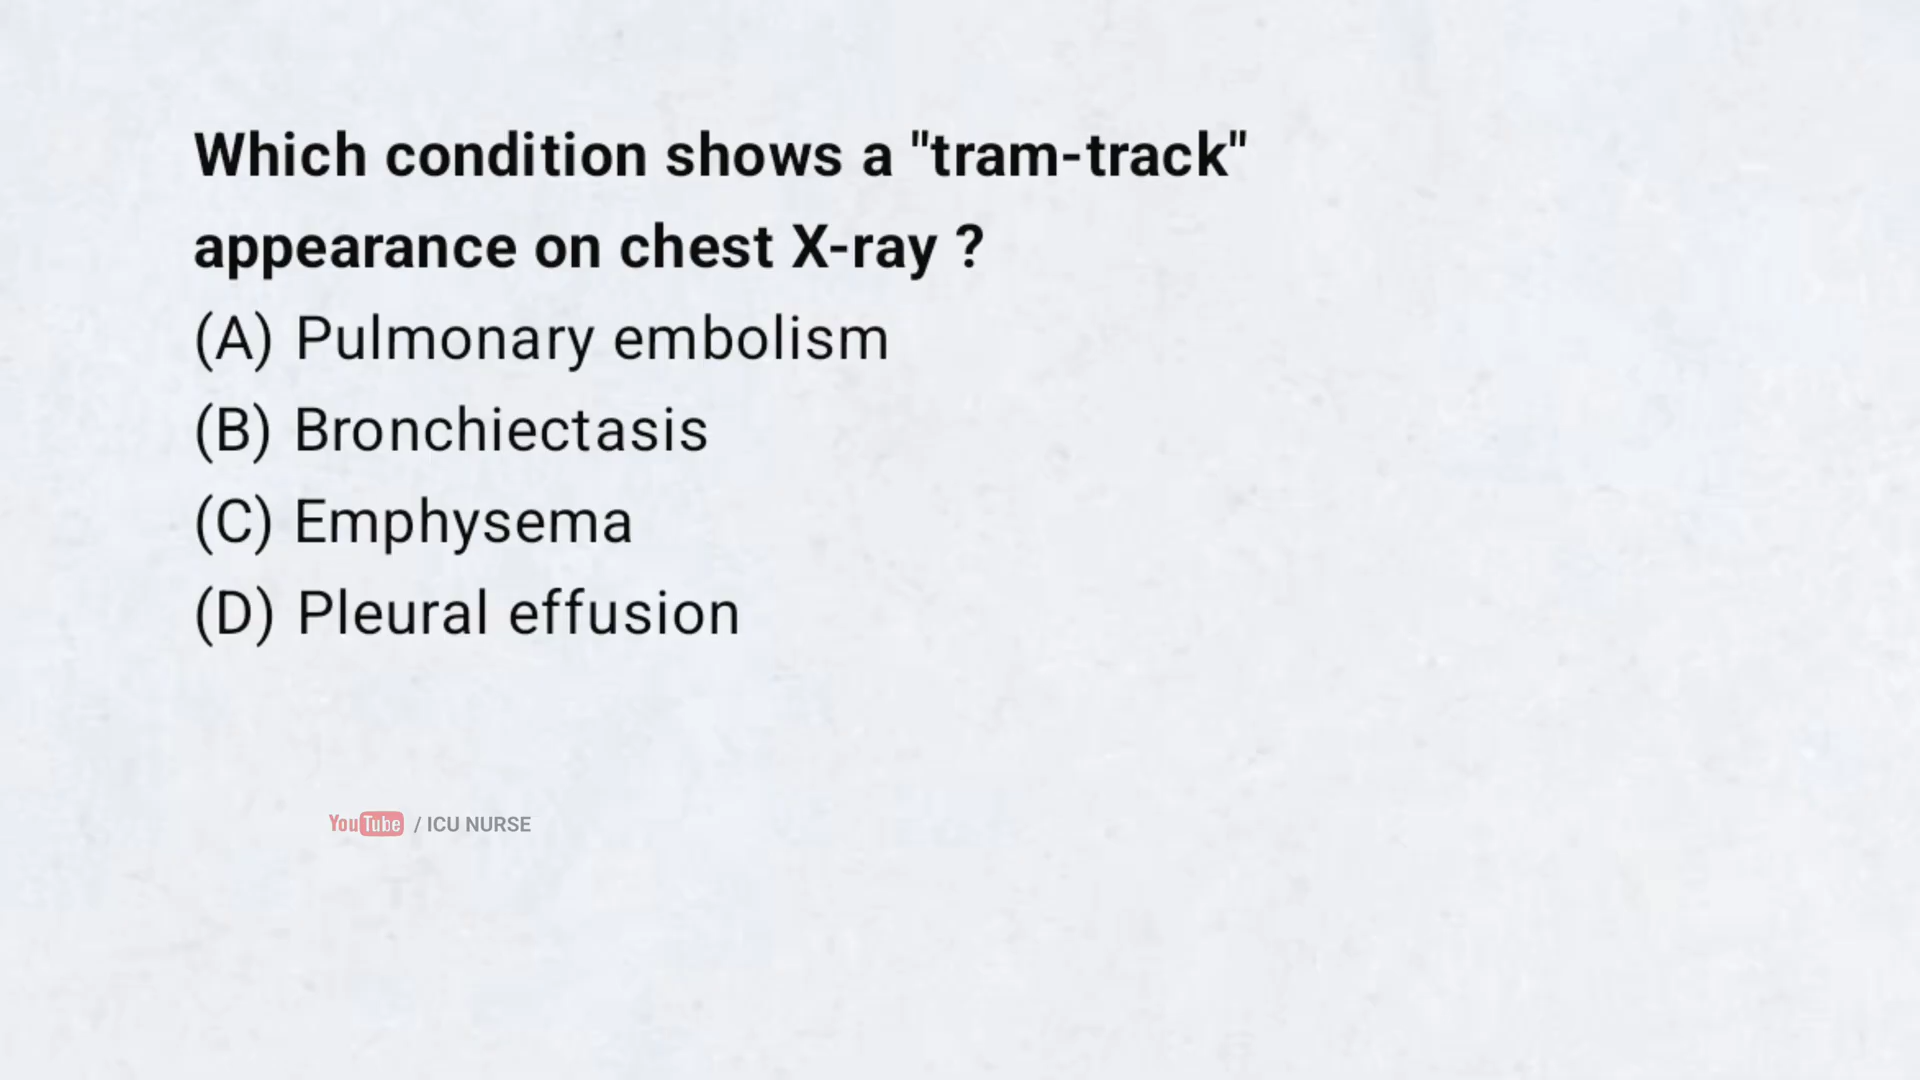 Which condition shows a "tram-track"
appearance on chest X-ray ?
(A) Pulmonary embolism
(B) Bronchiectasis
(C) Emphysema
(D) Pleural effusion
YouTube / ICU NURSE